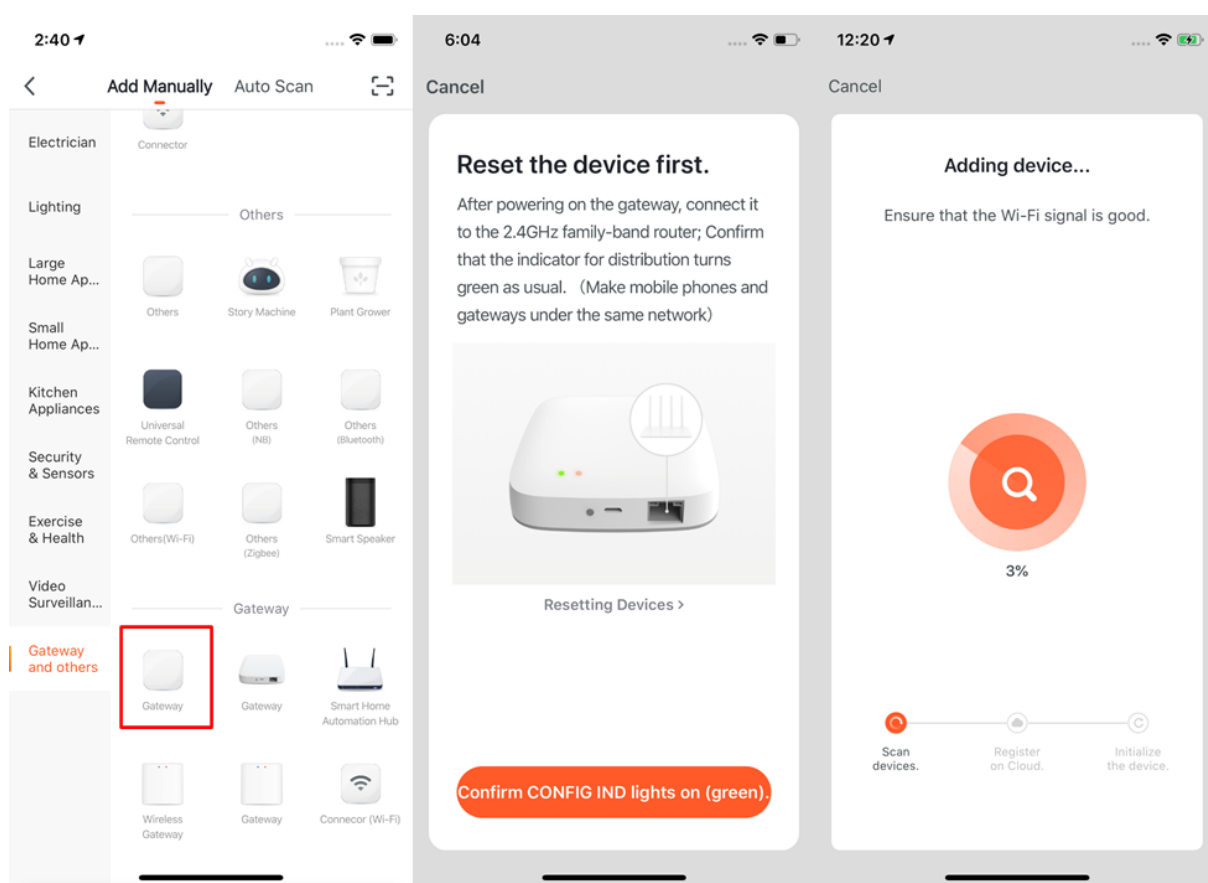 2:40
Add Manually
Auto Scan
Electrician
Lighting
Large
Home Ap...
Small
Home Ap...
Kitchen
Appliances
Security
& Sensors
Exercise
& Health
Video
Surveillan...
Gateway
and others
Connector
Others
Others
Story Machine
Plant Grower
Universal
Remote Control
Others
(NB)
Others
(Bluetooth)
Others(Wi-Fi)
Others
(Zigbee)
Smart Speaker
Gateway
Gateway
Gateway
Smart Home
Automation Hub
Wireless
Gateway
Gateway
Connecor (Wi-Fi)
6:04
Cancel
Reset the device first.
After powering on the gateway, connect it
to the 2.4GHz family-band router; Confirm
that the indicator for distribution turns
green as usual. （Make mobile phones and
gateways under the same network）
Resetting Devices >
Confirm CONFIG IND lights on (green).
12:20
Cancel
Adding device...
Ensure that the Wi-Fi signal is good.
3%
Scan
devices.
Register
on Cloud.
Initialize
the device.